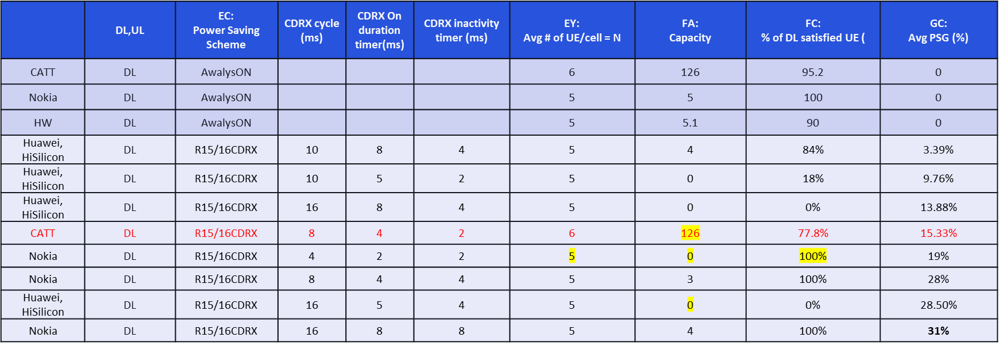 DL,UL
EC:
Power Saving
Scheme
CDRX cycle
(ms)
CDRX On
duration
timer(ms)
CDRX inactivity
timer (ms)
EY:
Avg # of UE/cell = N
FA:
Capacity
FC:
% of DL satisfied UE (
GC:
Avg PSG (%)
CATT DL AwalysON 6 126 95.2 0
Nokia DL AwalysON 5 5 100 0
HW DL AwalysON 5 5.1 90 0
Huawei,
HiSilicon DL R15/16CDRX 10 8 4 5 4 84% 3.39%
Huawei,
HiSilicon DL R15/16CDRX 10 5 2 5 0 18% 9.76%
Huawei,
HiSilicon DL R15/16CDRX 16 8 4 5 0 0% 13.88%
CATT DL R15/16CDRX 8 4 2 6 126 77.8% 15.33%
Nokia DL R15/16CDRX 4 2 2 5 0 100% 19%
Nokia DL R15/16CDRX 8 4 4 5 3 100% 28%
Huawei,
HiSilicon DL R15/16CDRX 16 5 4 5 0 0% 28.50%
Nokia DL R15/16CDRX 16 8 8 5 4 100% 31%